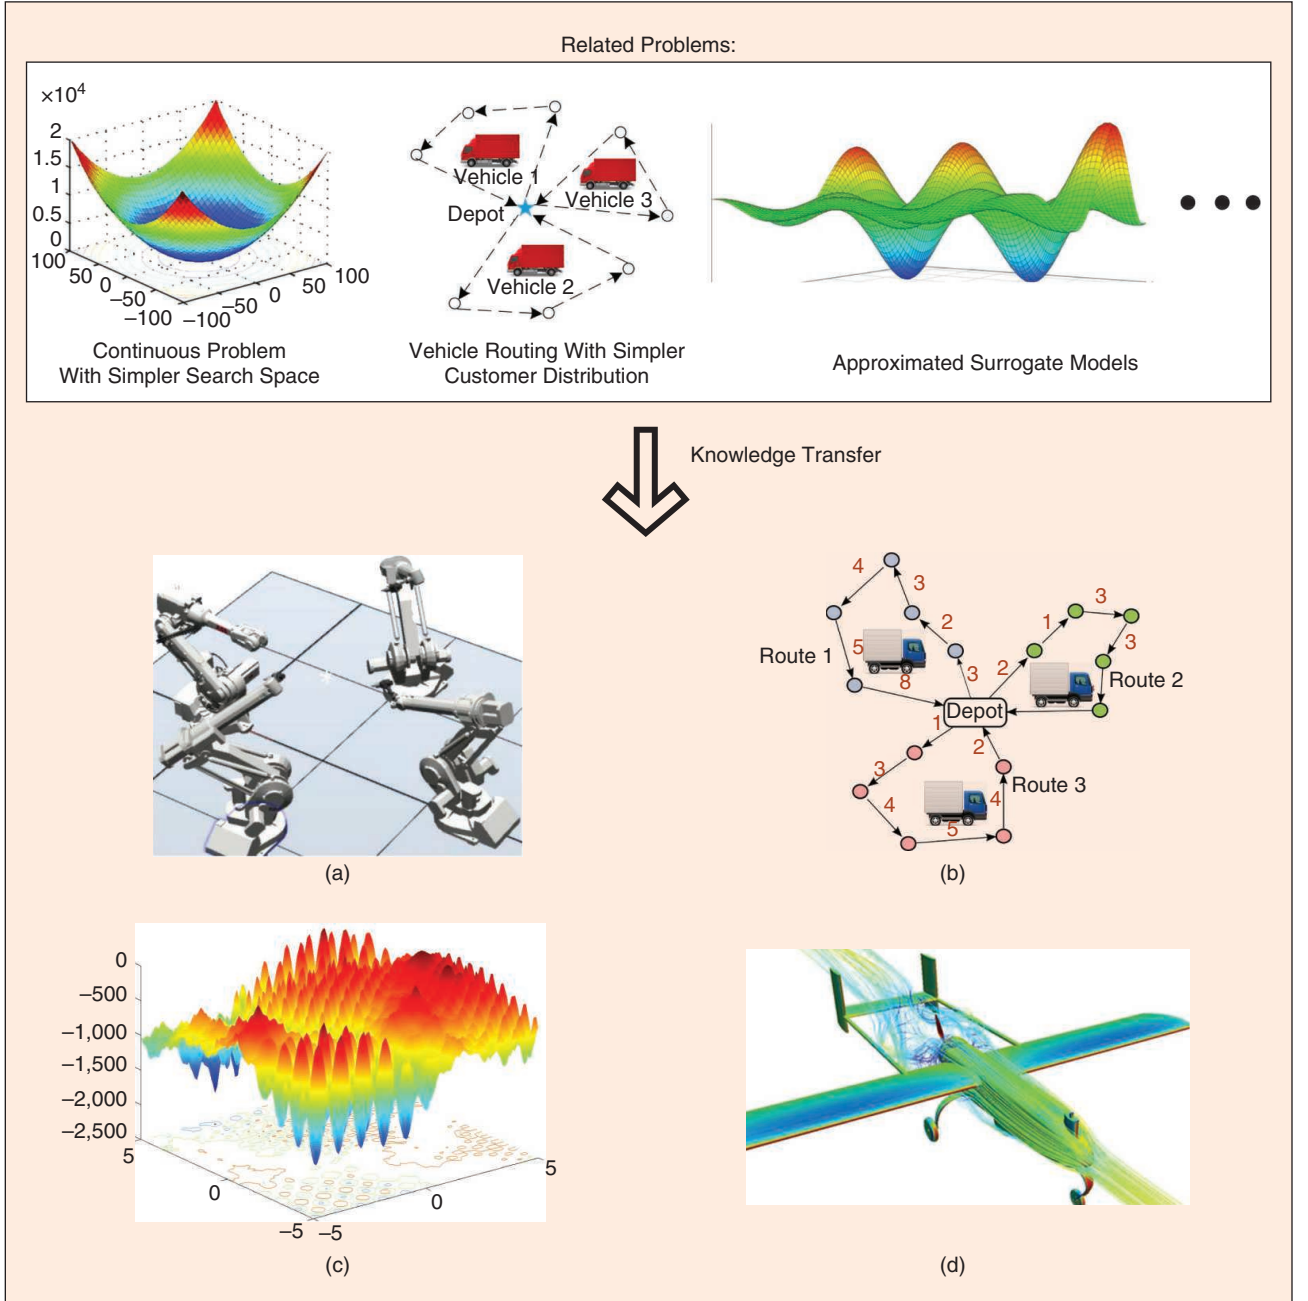 Related Problems:
×10⁴
2
1.5
1
0.5
0
100
50
0
–50
–100
–100
–50
0
50
100
Continuous Problem
With Simpler Search Space
Vehicle 1
Vehicle 3
Depot
Vehicle 2
Vehicle Routing With Simpler
Customer Distribution
Approximated Surrogate Models
Knowledge Transfer
(a)
4
3
2
5
8
3
Route 1
1
3
3
2
Route 2
Depot
1
2
3
4
5
4
Route 3
(b)
0
–500
–1,000
–1,500
–2,000
–2,500
5
0
–5
–5
0
5
(c)
(d)